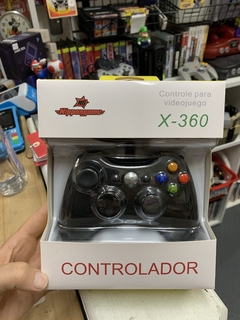 Controle para
videojuego
X-360
CONTROLADOR